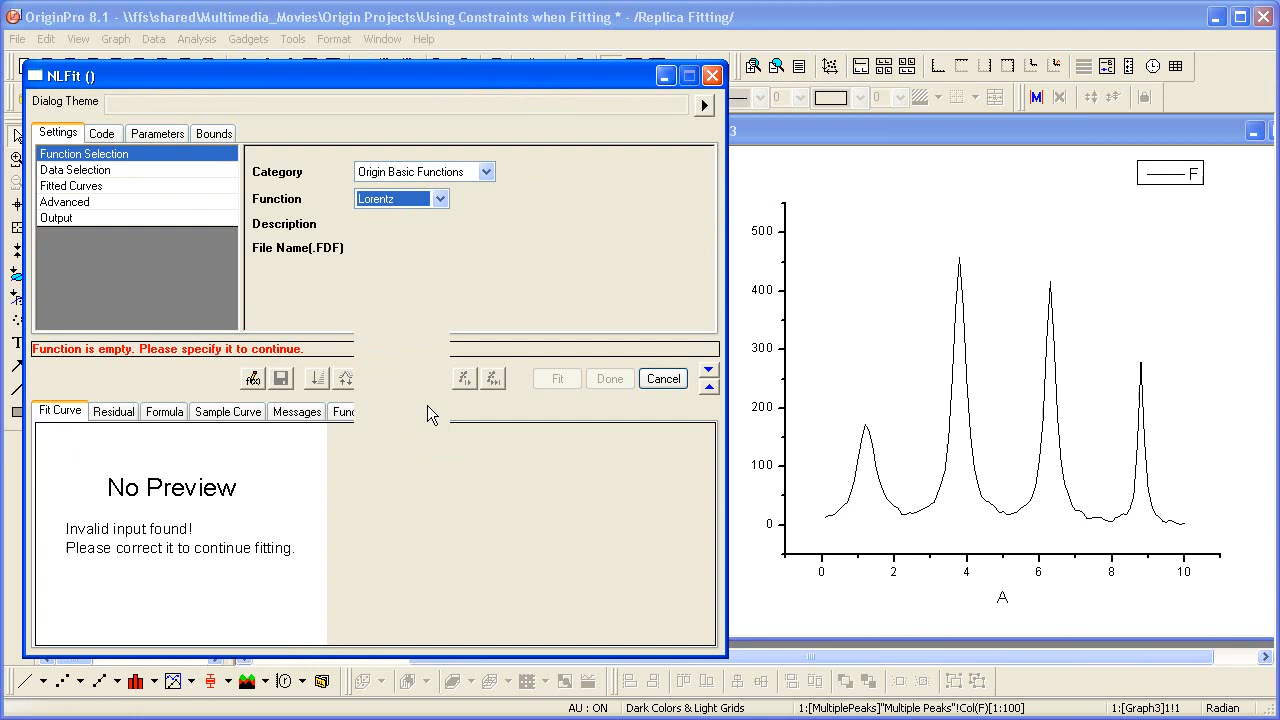 OriginPro 8.1 - \\ffs\shared\Multimedia_Movies\Origin Projects\Using Constraints when Fitting * - /Replica Fitting/
File Edit View Graph Data Analysis Gadgets Tools Format Window Help
NLFit ()
Dialog Theme
Settings Code Parameters Bounds
Function Selection
Data Selection
Fitted Curves
Advanced
Output
Category Origin Basic Functions
Function Lorentz
Description
File Name(.FDF)
Function is empty. Please specify it to continue.
Fit Done Cancel
Fit Curve Residual Formula Sample Curve Messages
No Preview
Invalid input found!
Please correct it to continue fitting.
0 0
3
F
500
400
300
200
100
0
0 2 4 6 8 10
A
AU : ON Dark Colors & Light Grids 1:[MultiplePeaks]"Multiple Peaks"!Col(F)[1:100] 1:[Graph3]1!1 Radian